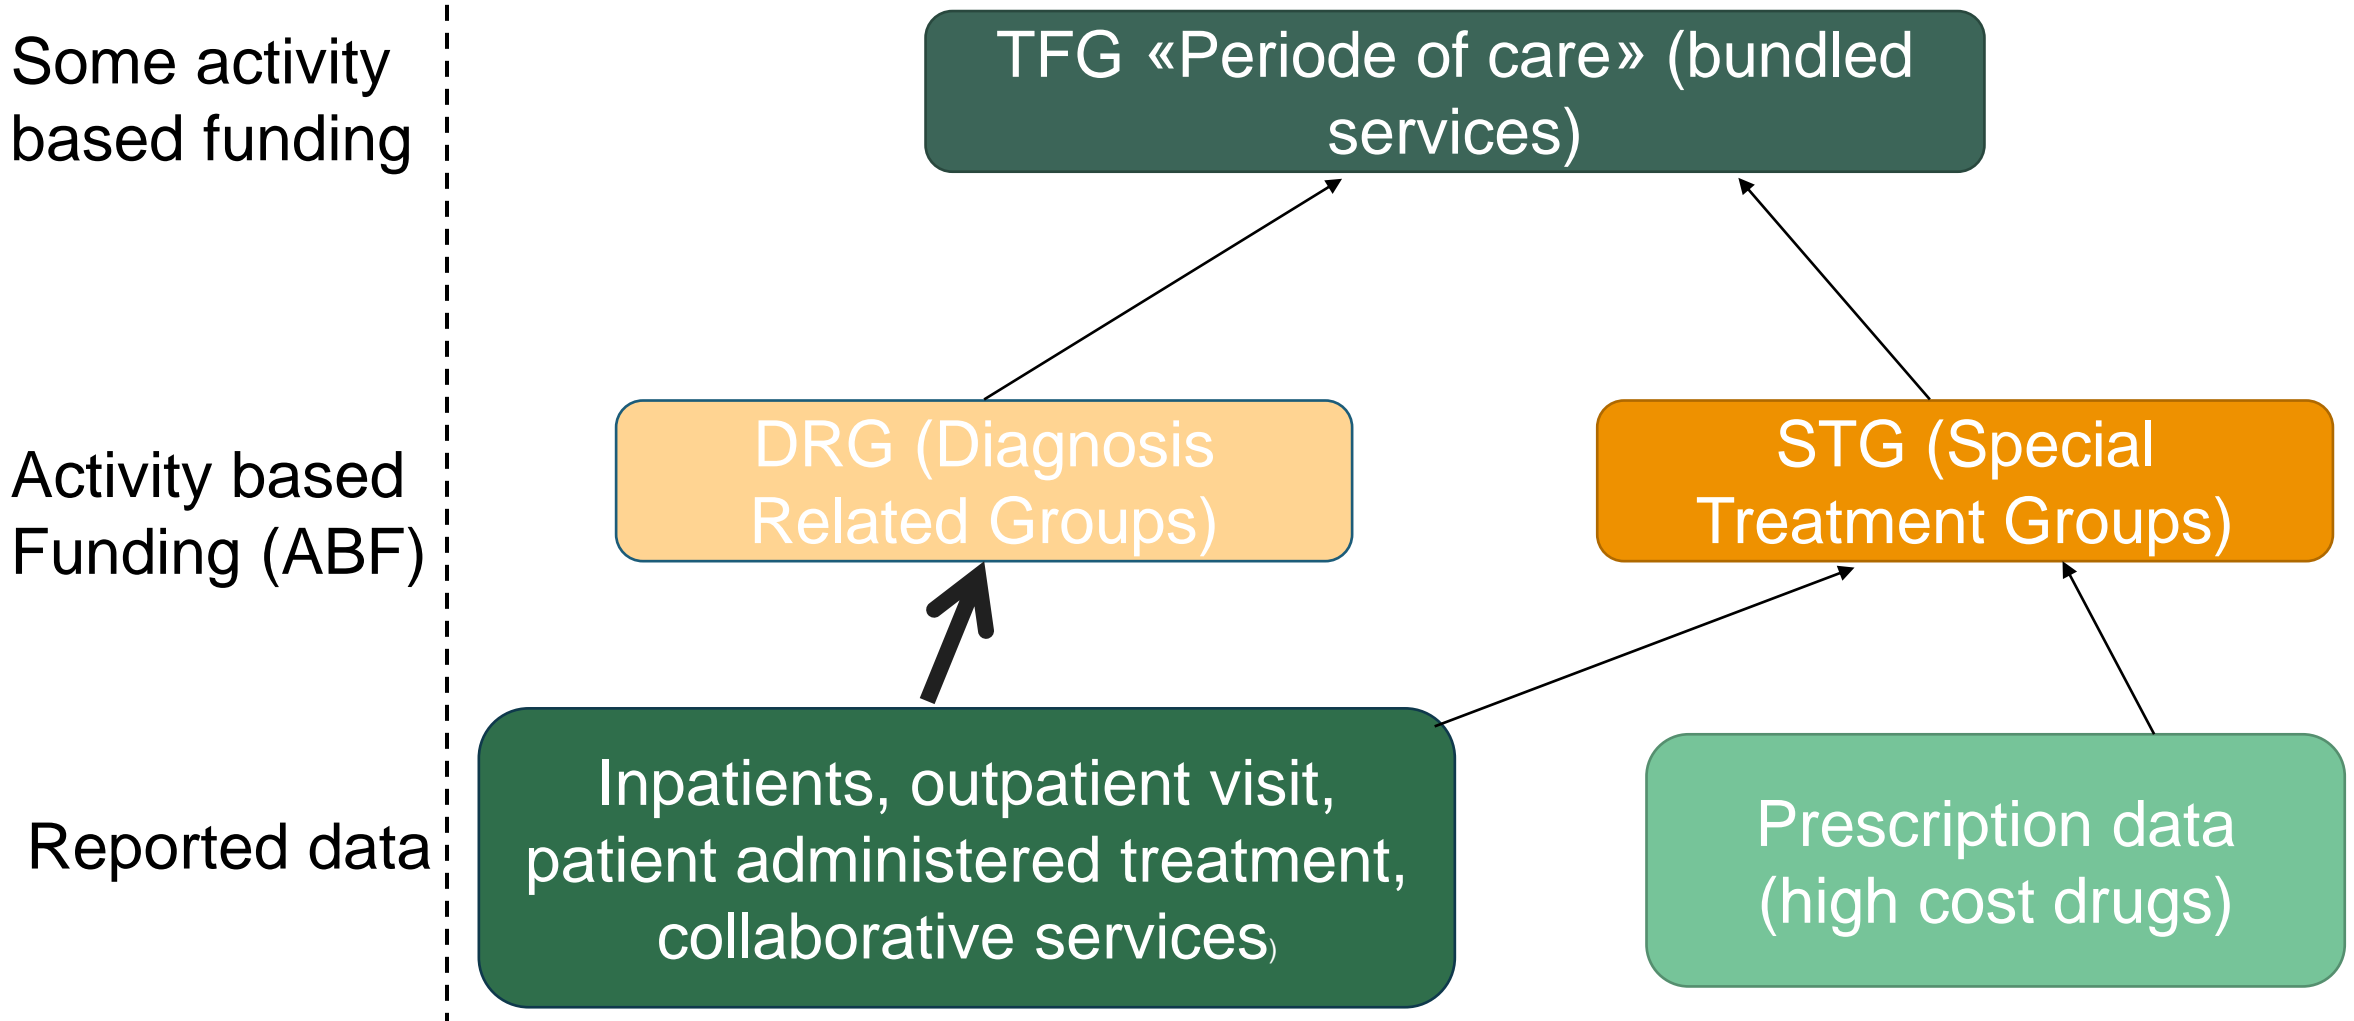 Some activity
based funding
TFG «Periode of care» (bundled
services)
Activity based
Funding (ABF)
DRG (Diagnosis
Related Groups)
STG (Special
Treatment Groups)
Reported data
Inpatients, outpatient visit,
patient administered treatment,
collaborative services)
Prescription data
(high cost drugs)